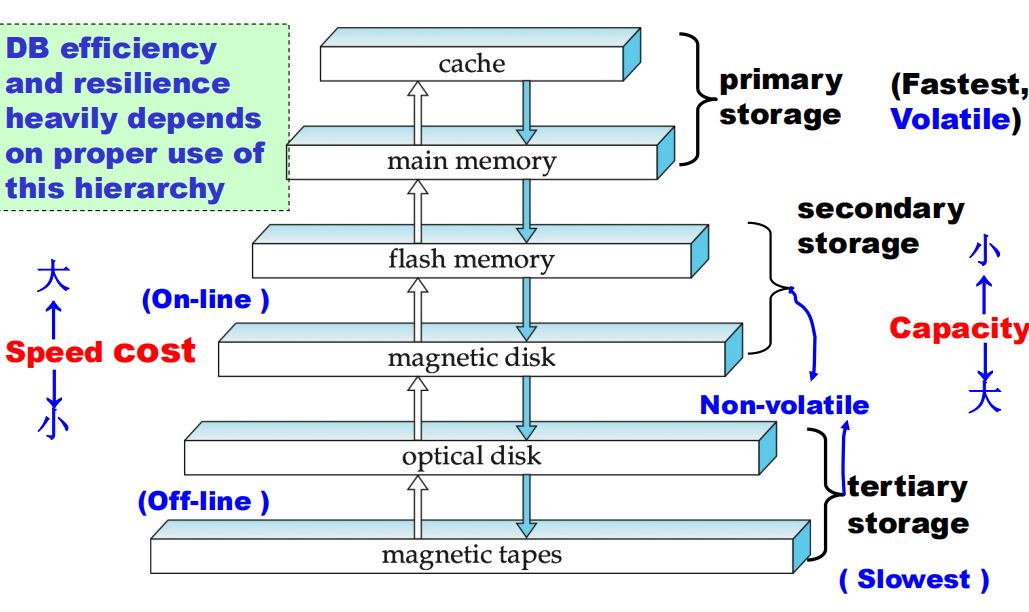 DB efficiency
and resilience
heavily depends
on proper use of
this hierarchy
cache
primary
storage
(Fastest,
Volatile)
main memory
secondary
storage
flash memory
(On-line )
大
Speed cost
小
小
Capacity
大
magnetic disk
Non-volatile
optical disk
(Off-line )
tertiary
storage
magnetic tapes
( Slowest )